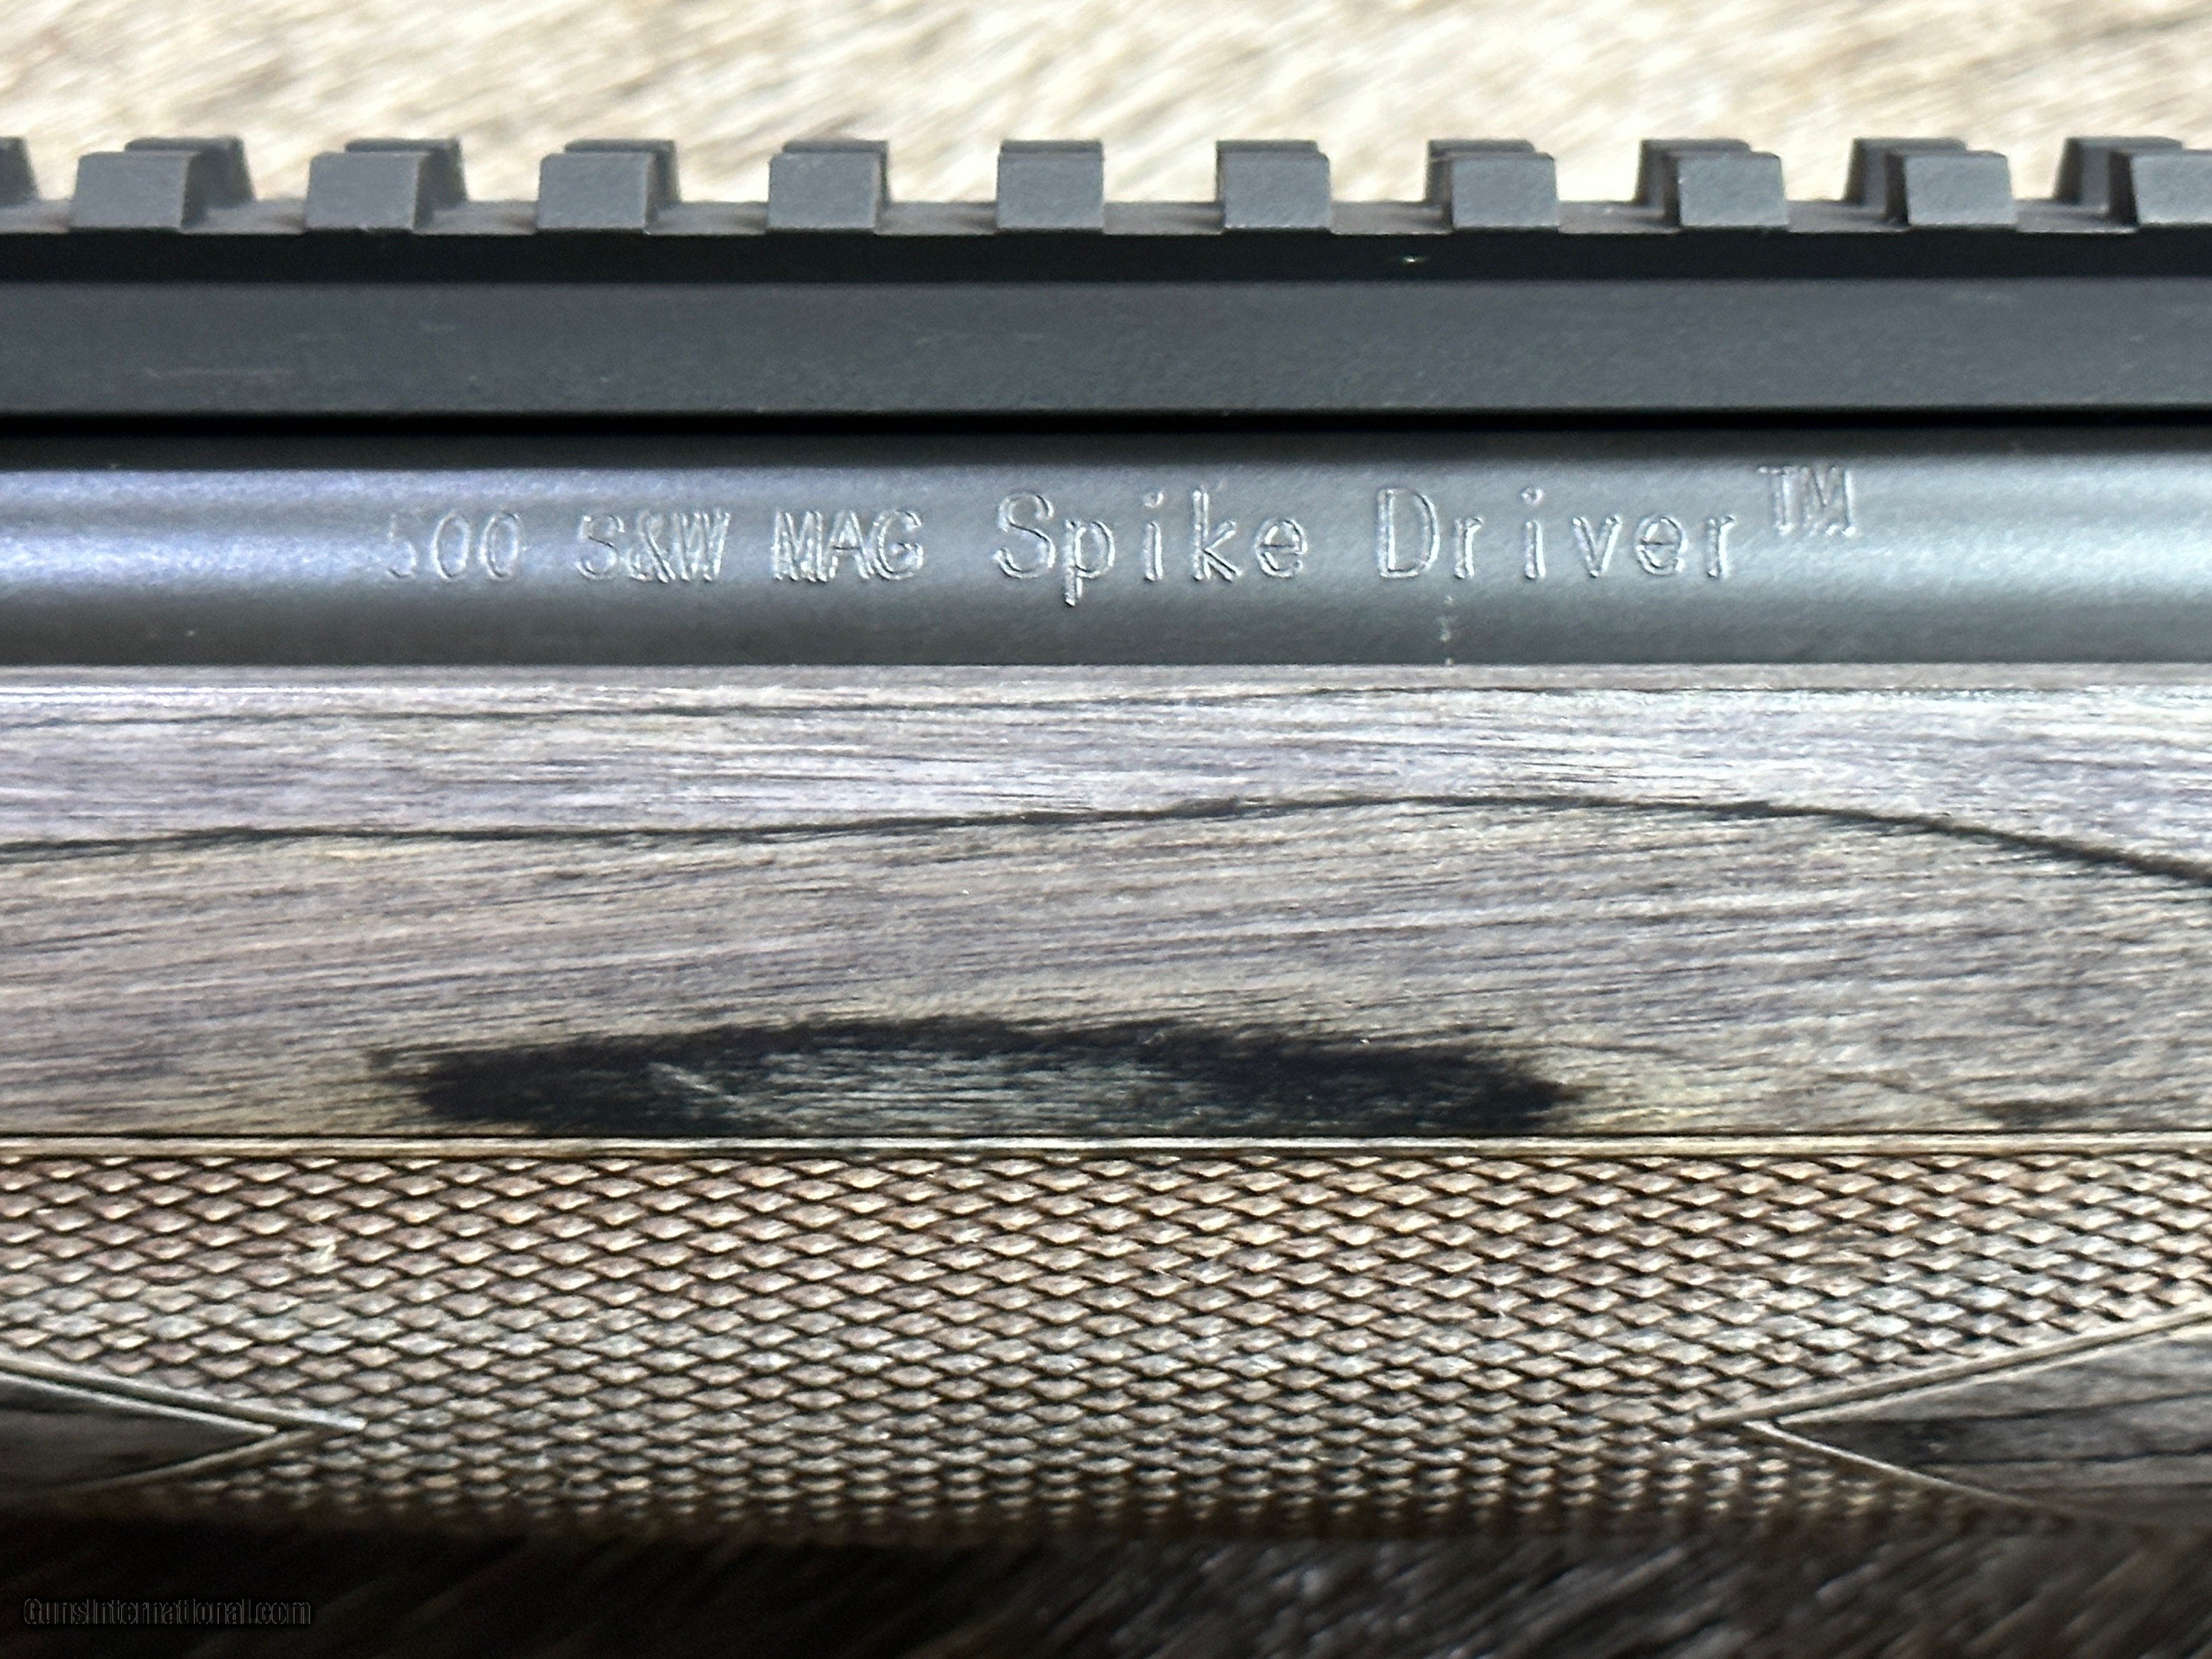 500 S&W MAG Spike Driver™
GunsInternational.com